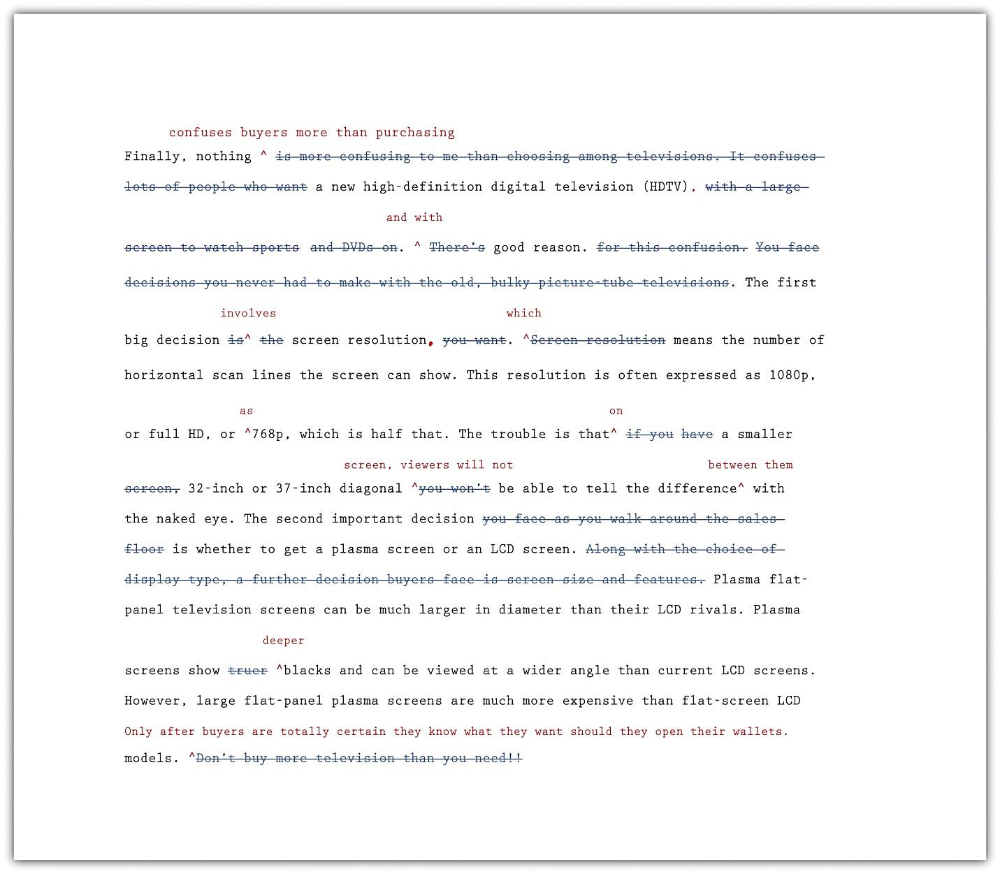 confuses buyers more than purchasing
Finally, nothing ^ is more confusing to me than choosing among televisions. It confuses
lots of people who want a new high-definition digital television (HDTV), with a large
and with
screen to watch sports and DVDs on. ^ There's good reason. for this confusion. You face
decisions you never had to make with the old, bulky picture-tube televisions. The first
involves which
big decision is^ the screen resolution, you want. ^Screen resolution means the number of
horizontal scan lines the screen can show. This resolution is often expressed as 1080p,
as on
or full HD, or ^768p, which is half that. The trouble is that^ if you have a smaller
screen, viewers will not between them
screen, 32-inch or 37-inch diagonal ^you won't be able to tell the difference^ with
the naked eye. The second important decision you face as you walk around the sales
floor is whether to get a plasma screen or an LCD screen. Along with the choice of
display type, a further decision buyers face is screen size and features. Plasma flat-
panel television screens can be much larger in diameter than their LCD rivals. Plasma
deeper
screens show truer ^blacks and can be viewed at a wider angle than current LCD screens.
However, large flat-panel plasma screens are much more expensive than flat-screen LCD
Only after buyers are totally certain they know what they want should they open their wallets.
models. ^Don't buy more television than you need!!